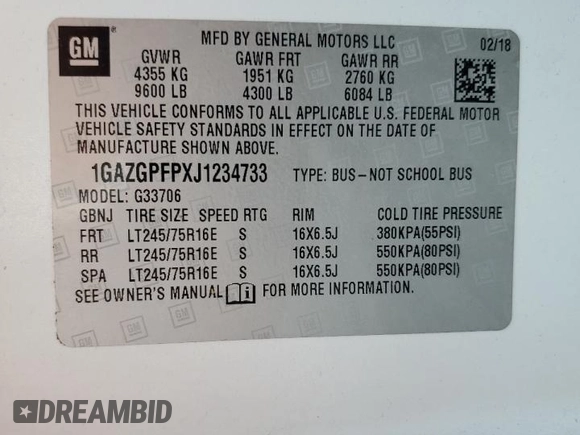 GM
MFD BY GENERAL MOTORS LLC 02/18
GVWR GAWR FRT GAWR RR
4355 KG 1951 KG 2760 KG
9600 LB 4300 LB 6084 LB
THIS VEHICLE CONFORMS TO ALL APPLICABLE U.S. FEDERAL MOTOR
VEHICLE SAFETY STANDARDS IN EFFECT ON THE DATE OF
MANUFACTURE SHOWN ABOVE.
1GAZGPFPXJ1234733 TYPE: BUS-NOT SCHOOL BUS
MODEL: G33706
GBNJ TIRE SIZE SPEED RTG RIM COLD TIRE PRESSURE
FRT LT245/75R16E S 16X6.5J 380KPA(55PSI)
RR LT245/75R16E S 16X6.5J 550KPA(80PSI)
SPA LT245/75R16E S 16X6.5J 550KPA(80PSI)
SEE OWNER'S MANUAL FOR MORE INFORMATION.
DREAMBID